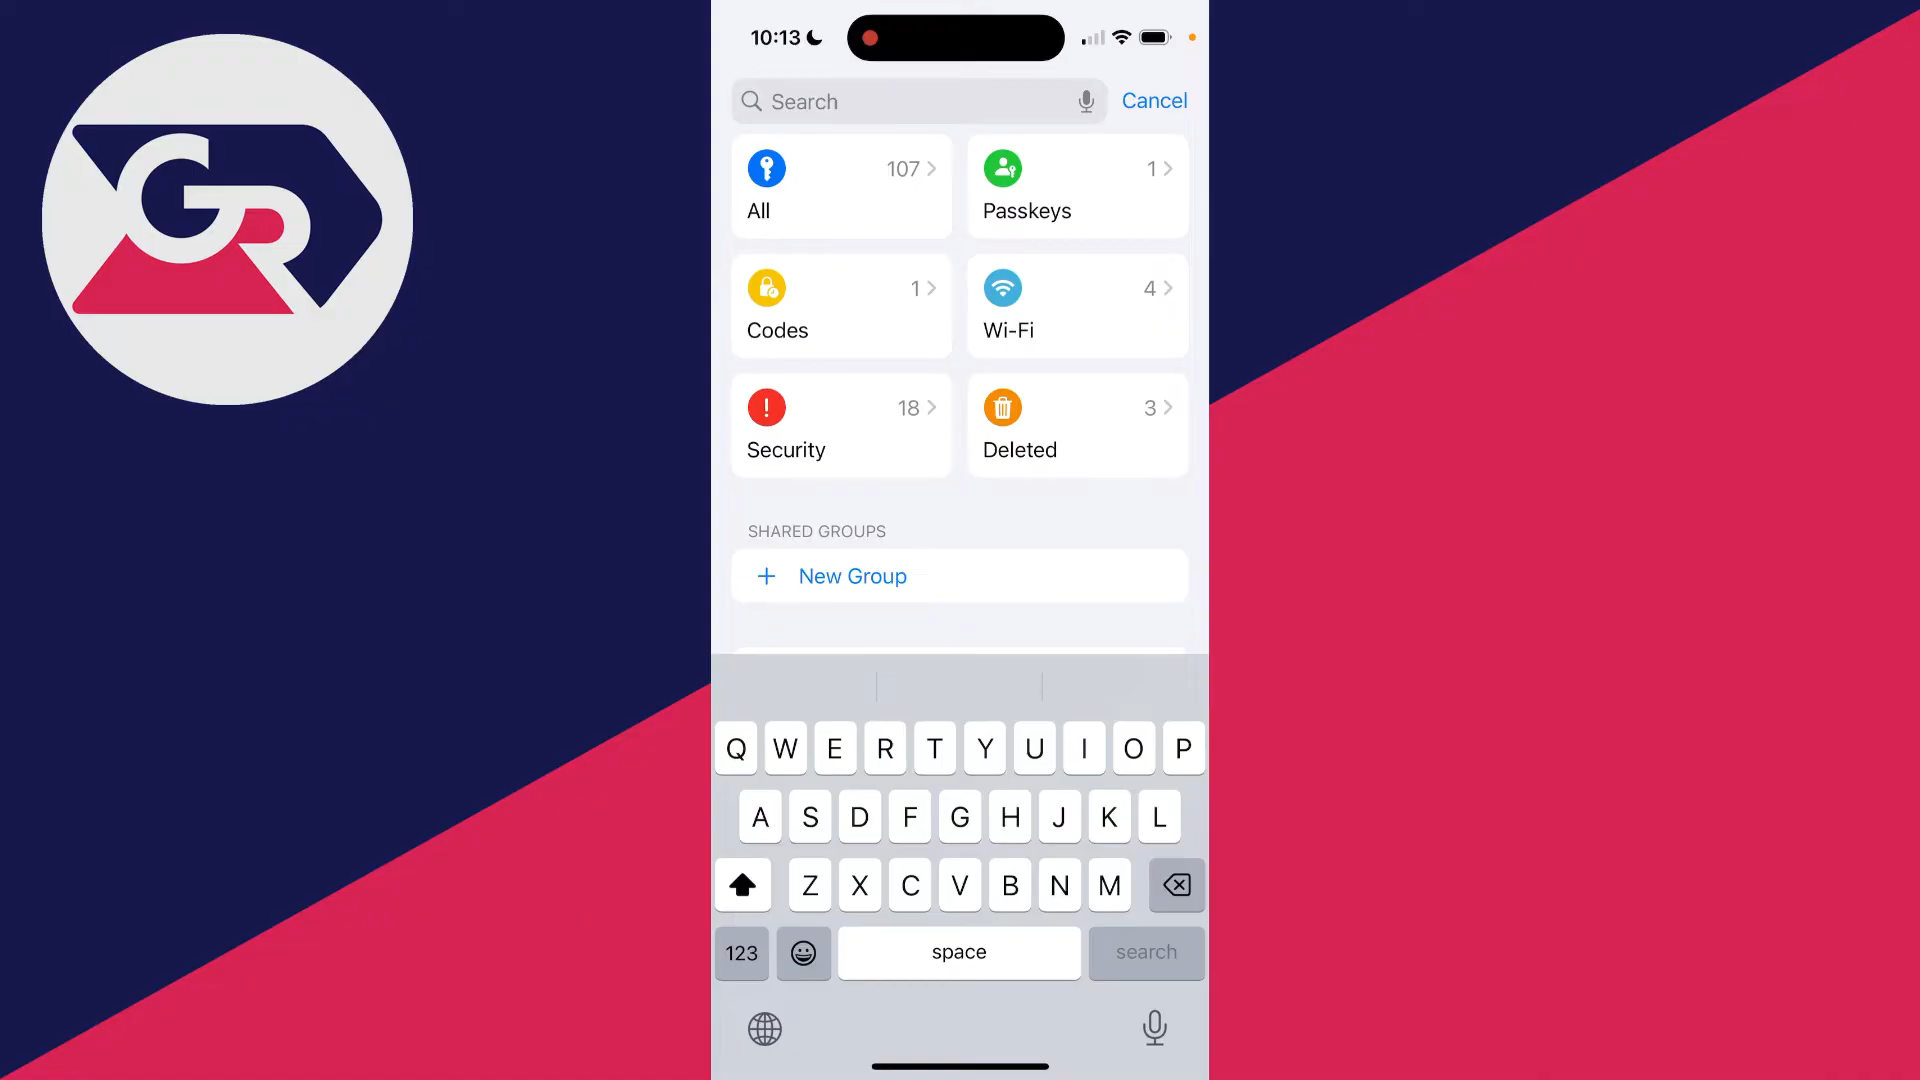 GR
10:13
Search
Cancel
107
1
All
Passkeys
1
4
Codes
Wi-Fi
18
3
Security
Deleted
SHARED GROUPS
+ New Group
Q W E R T Y U I O P
A S D F G H J K L
Z X C V B N M
123
space
search